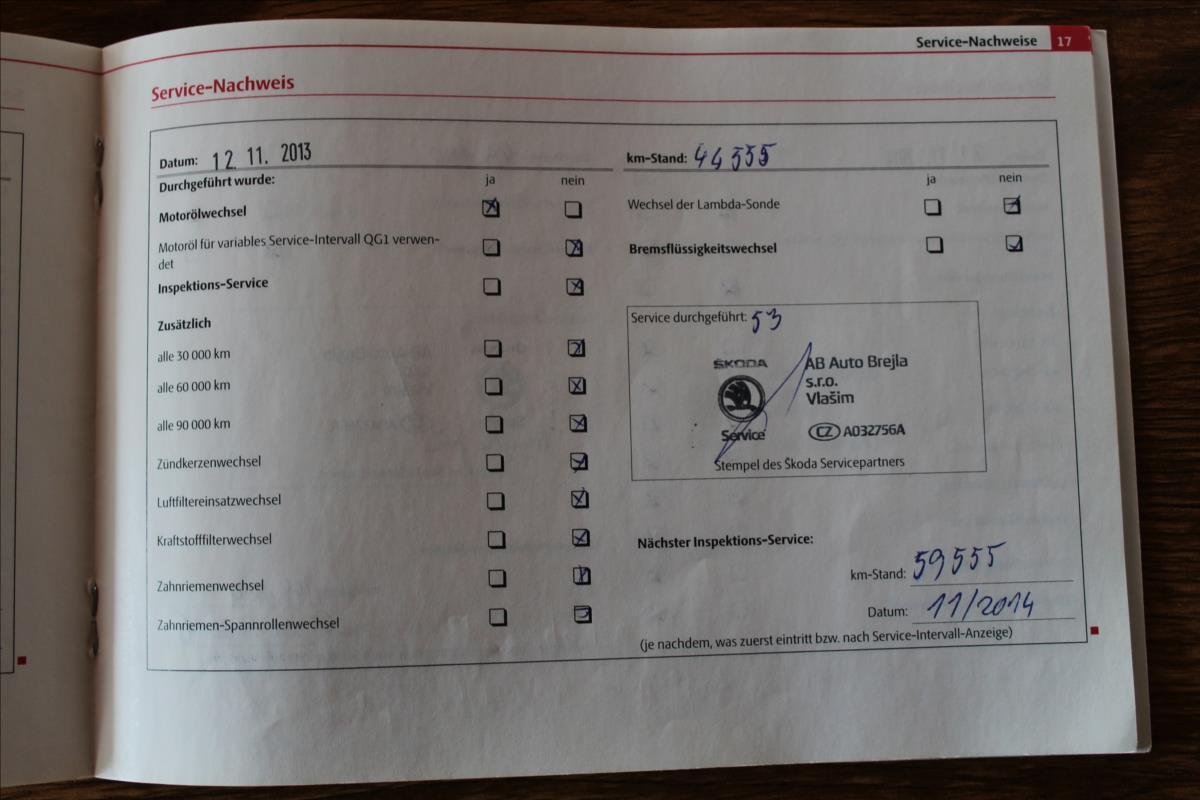 Service-Nachweise 17
Service-Nachweis
Datum: 12. 11. 2013
Durchgeführt wurde: ja nein
Motorölwechsel
Motoröl für variables Service-Intervall QG1 verwen-
det
Inspektions-Service
Zusätzlich
alle 30 000 km
alle 60 000 km
alle 90 000 km
Zündkerzenwechsel
Luftfiltereinsatzwechsel
Kraftstofffilterwechsel
Zahnriemenwechsel
Zahnriemen-Spannrollenwechsel
km-Stand: 44555
ja nein
Wechsel der Lambda-Sonde
Bremsflüssigkeitswechsel
Service durchgeführt: 53
ŠKODA
Service
AB Auto Brejla
s.r.o.
Vlašim
CZ A032756A
Stempel des Škoda Servicepartners
Nächster Inspektions-Service:
km-Stand: 59555
Datum: 11/2014
(je nachdem, was zuerst eintritt bzw. nach Service-Intervall-Anzeige)